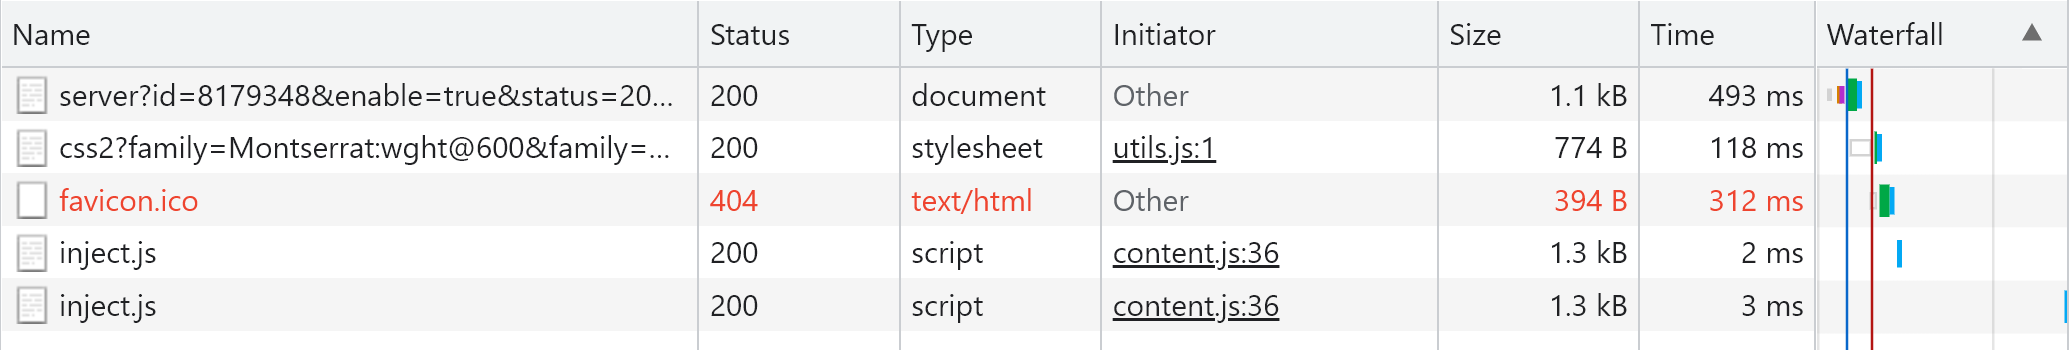 Name Status Type Initiator Size Time Waterfall
server?id=8179348&enable=true&status=20... 200 document Other 1.1 kB 493 ms
css2?family=Montserrat:wght@600&family=... 200 stylesheet utils.js:1 774 B 118 ms
favicon.ico 404 text/html Other 394 B 312 ms
inject.js 200 script content.js:36 1.3 kB 2 ms
inject.js 200 script content.js:36 1.3 kB 3 ms